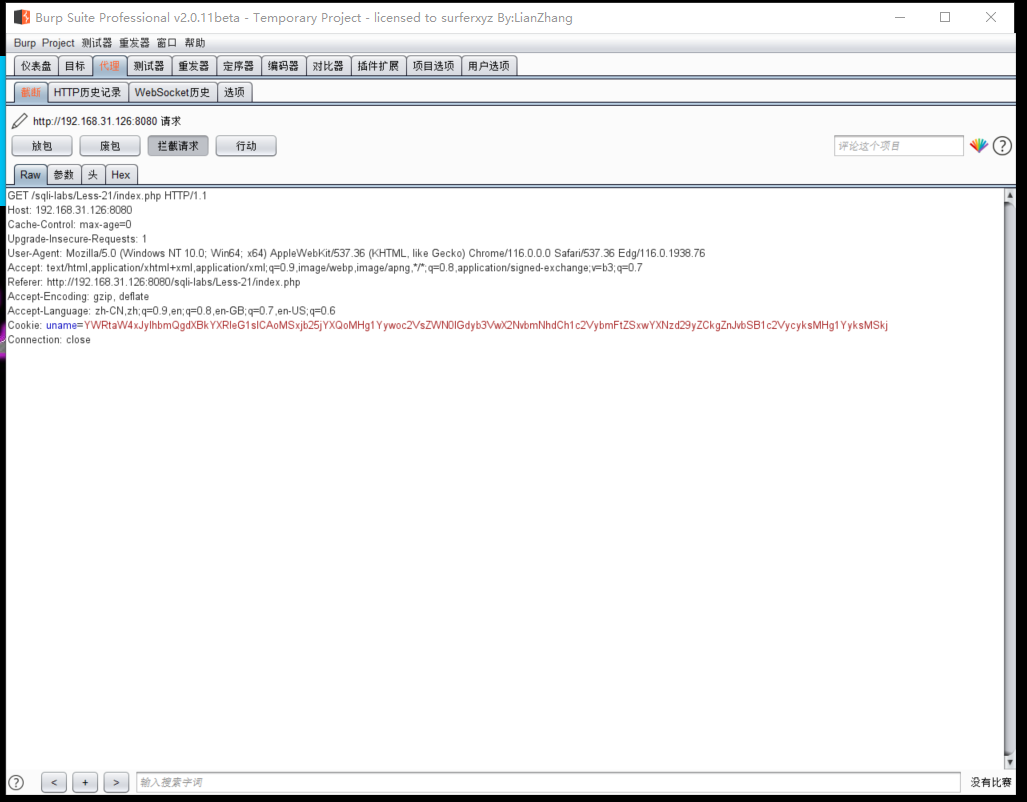 Burp Suite Professional v2.0.11beta - Temporary Project - licensed to surferxyz By:LianZhang
Burp Project 测试器 重发器 窗口 帮助
仪表盘 目标 代理 测试器 重发器 定序器 编码器 对比器 插件扩展 项目选项 用户选项
截断 HTTP历史记录 WebSocket历史 选项
http://192.168.31.126:8080 请求
放包 废包 拦截请求 行动 评论这个项目
Raw 参数 头 Hex
GET /sqli-labs/Less-21/index.php HTTP/1.1
Host: 192.168.31.126:8080
Cache-Control: max-age=0
Upgrade-Insecure-Requests: 1
User-Agent: Mozilla/5.0 (Windows NT 10.0; Win64; x64) AppleWebKit/537.36 (KHTML, like Gecko) Chrome/116.0.0.0 Safari/537.36 Edg/116.0.1938.76
Accept: text/html,application/xhtml+xml,application/xml;q=0.9,image/webp,image/apng,*/*;q=0.8,application/signed-exchange;v=b3;q=0.7
Referer: http://192.168.31.126:8080/sqli-labs/Less-21/index.php
Accept-Encoding: gzip, deflate
Accept-Language: zh-CN,zh;q=0.9,en;q=0.8,en-GB;q=0.7,en-US;q=0.6
Cookie: uname=
Connection: close
< + > 输入搜索字词 没有比赛